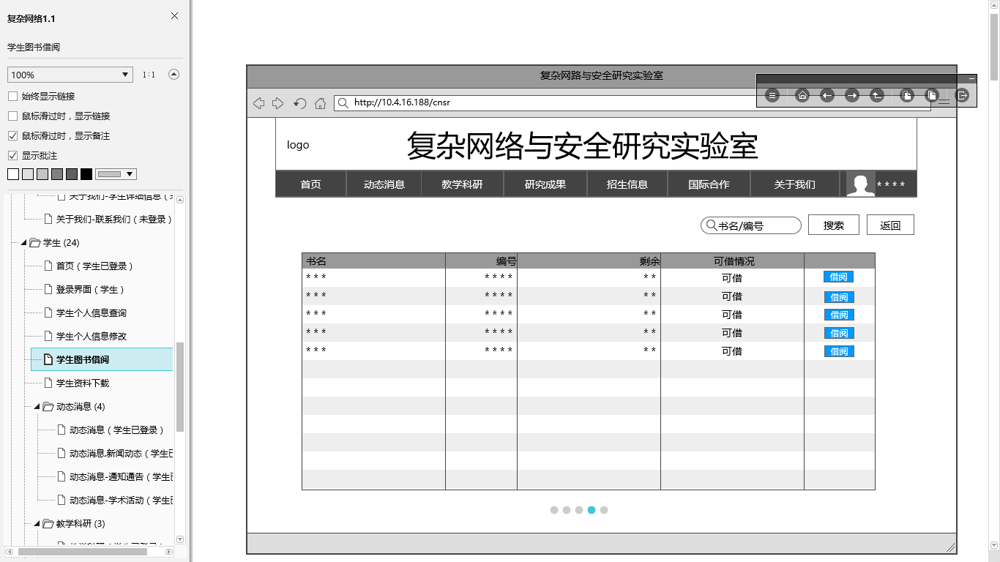 复杂网络1.1
学生图书借阅
100%
1:1
始终显示链接
鼠标滑过时，显示链接
鼠标滑过时，显示备注
显示批注
关于我们-学生详细信息（
关于我们-联系我们（未登录）
学生 (24)
首页（学生已登录）
登录界面（学生）
学生个人信息查询
学生个人信息修改
学生图书借阅
学生资料下载
动态消息 (4)
动态消息（学生已登录）
动态消息.新闻动态（学生已
动态消息-通知通告（学生已
动态消息-学术活动（学生已
教学科研 (3)
复杂网路与安全研究实验室
http://10.4.16.188/cnsr
logo
复杂网络与安全研究实验室
首页 动态消息 教学科研 研究成果 招生信息 国际合作 关于我们 * * * *
书名/编号 搜索 返回
书名 编号 剩余 可借情况
* * * * * * * * * 可借 借阅
* * * * * * * * * 可借 借阅
* * * * * * * * * 可借 借阅
* * * * * * * * * 可借 借阅
* * * * * * * * * 可借 借阅